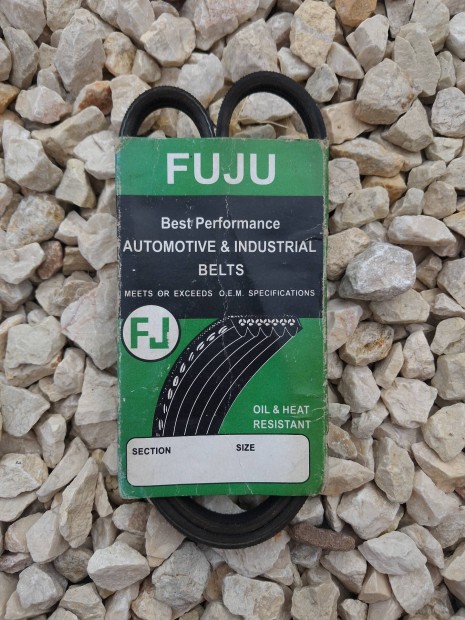 FUJU
Best Performance
AUTOMOTIVE & INDUSTRIAL
BELTS
MEETS OR EXCEEDS O.E.M. SPECIFICATIONS
FJ
OIL & HEAT
RESISTANT
SECTION SIZE